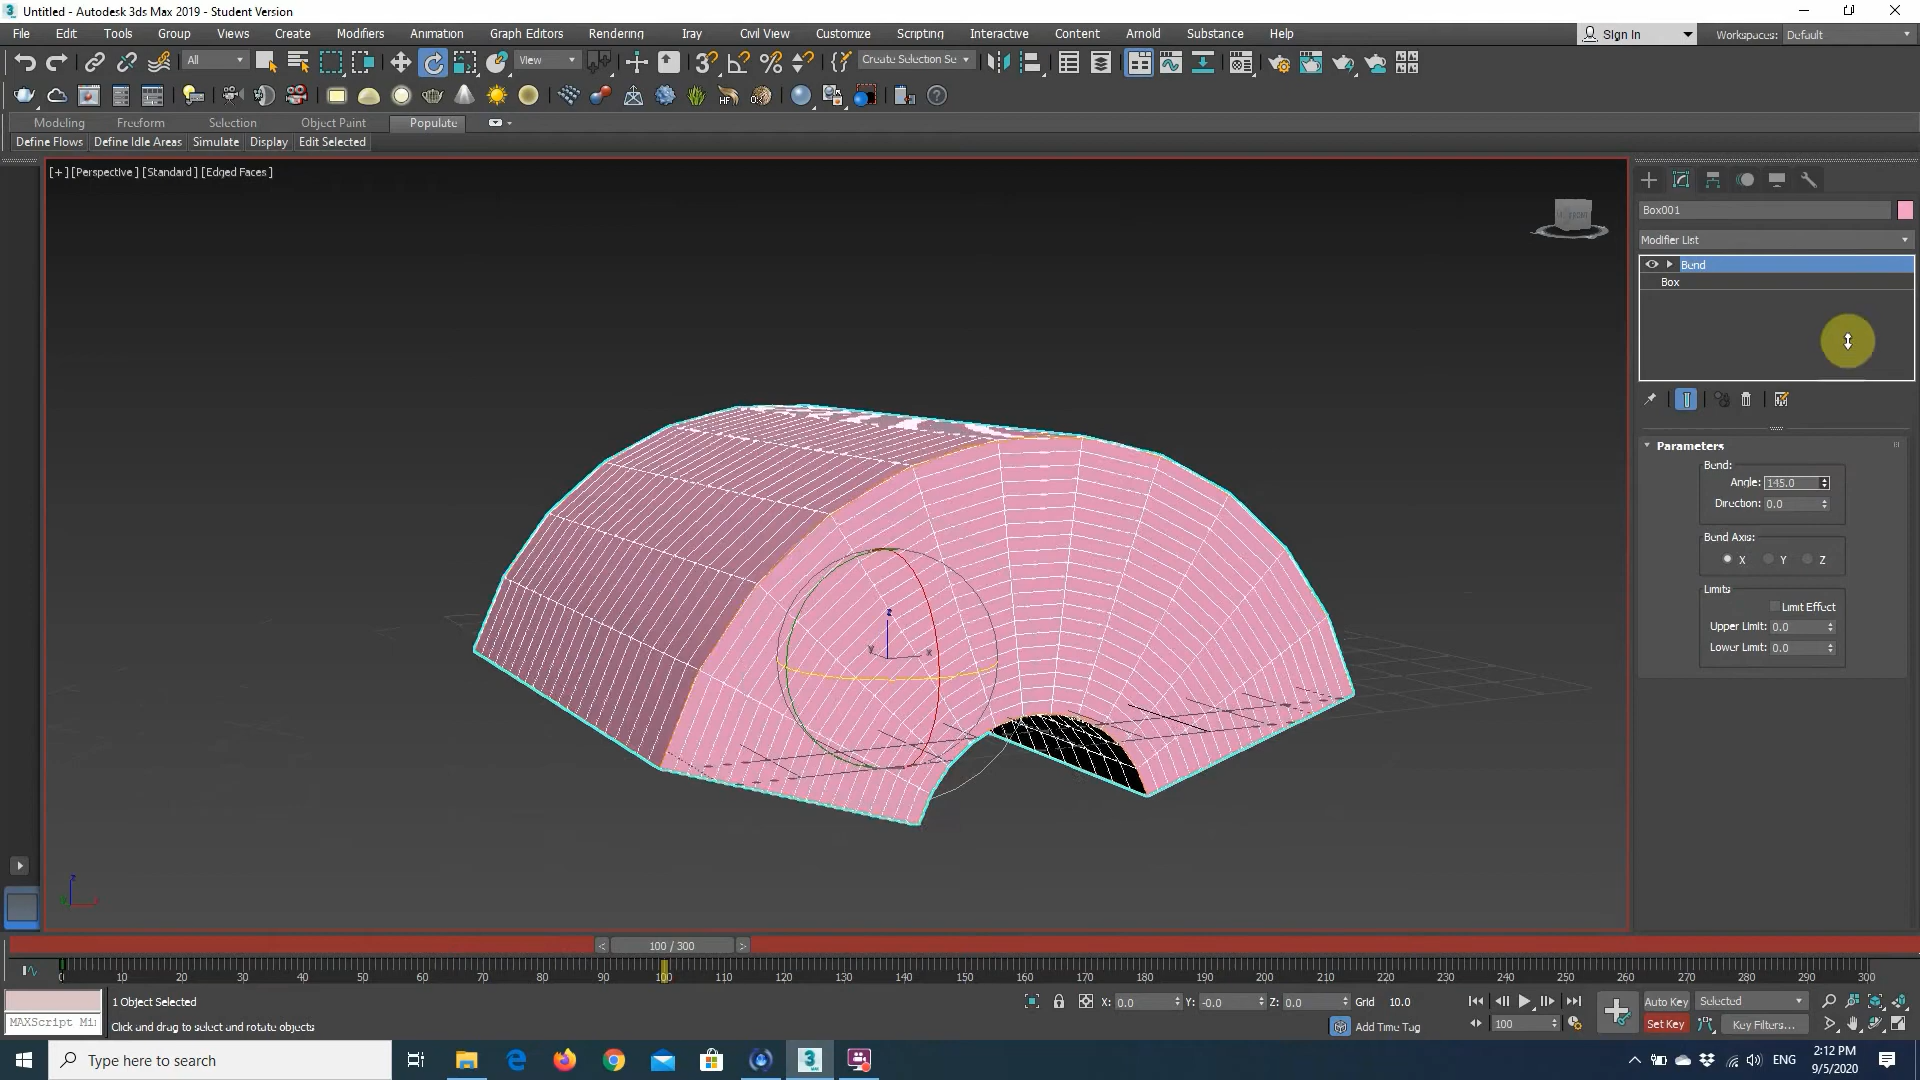 Untitled - Autodesk 3ds Max 2019 - Student Version
File Edit Tools Group Views Create Modifiers Animation Graph Editors Rendering Iray Civil View Customize Scripting Interactive Content Arnold Substance Help
Sign In Workspaces: Default
All View Create Selection Se
Modeling Freeform Selection Object Paint Populate
Define Flows Define Idle Areas Simulate Display Edit Selected
[+] [Perspective] [Standard] [Edged Faces]
Box001
Modifier List
Bend
Box
Parameters
Bend:
Angle: 145.0
Direction: 0.0
Bend Axis:
X Y Z
Limits
Limit Effect
Upper Limit: 0.0
Lower Limit: 0.0
z
y x
z
< 100 / 300 >
0 10 20 30 40 50 60 70 80 90 100 110 120 130 140 150 160 170 180 190 200 210 220 230 240 250 260 270 280 290 300
1 Object Selected
X: 0.0 Y: -0.0 Z: 0.0 Grid 10.0
Auto Key Selected
MAXScript Mi
Click and drag to select and rotate objects
Add Time Tag
100
Set Key Key Filters...
Type here to search
ENG
2:12 PM
9/5/2020